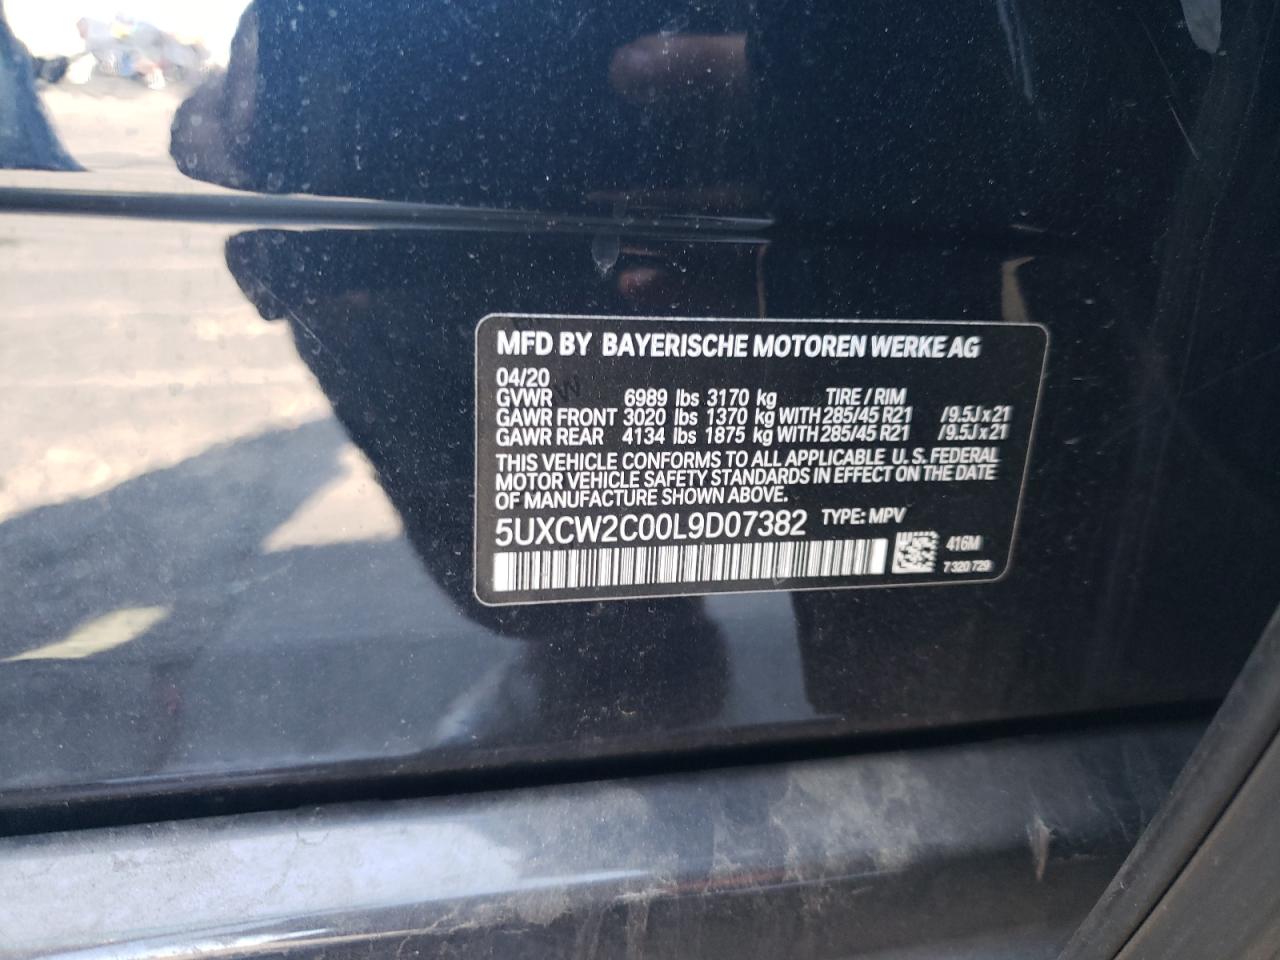 MFD BY BAYERISCHE MOTOREN WERKE AG
04/20
GVWR 6989 lbs 3170 kg TIRE / RIM
GAWR FRONT 3020 lbs 1370 kg WITH 285/45 R21 /9.5J x 21
GAWR REAR 4134 lbs 1875 kg WITH 285/45 R21 /9.5J x 21
THIS VEHICLE CONFORMS TO ALL APPLICABLE U.S. FEDERAL
MOTOR VEHICLE SAFETY STANDARDS IN EFFECT ON THE DATE
OF MANUFACTURE SHOWN ABOVE.
5UXCW2C00L9D07382 TYPE: MPV
416M
7 320 729